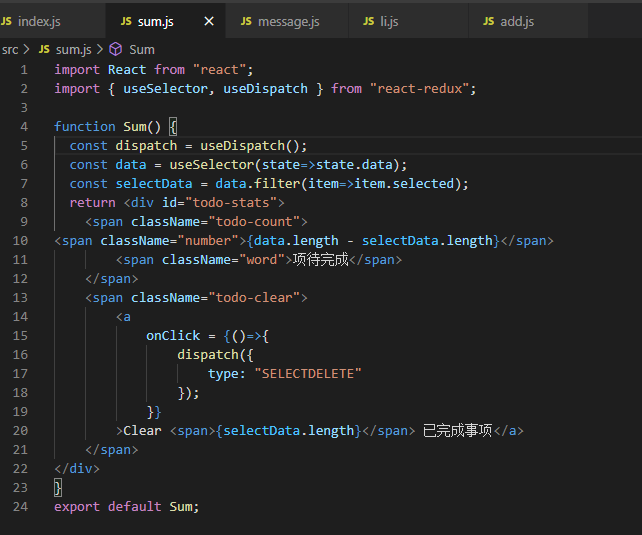 JS index.js JS sum.js × JS message.js JS li.js JS add.js
src > JS sum.js > Sum
1 import React from "react";
2 import { useSelector, useDispatch } from "react-redux";
3
4 function Sum() {
5 const dispatch = useDispatch();
6 const data = useSelector(state=>state.data);
7 const selectData = data.filter(item=>item.selected);
8 return <div id="todo-stats">
9 <span className="todo-count">
10 <span className="number">{data.length - selectData.length}</span>
11 <span className="word">项待完成</span>
12 </span>
13 <span className="todo-clear">
14 <a
15 onClick = {()=>{
16 dispatch({
17 type: "SELECTDELETE"
18 });
19 }}
20 >Clear <span>{selectData.length}</span> 已完成事项</a>
21 </span>
22 </div>
23 }
24 export default Sum;